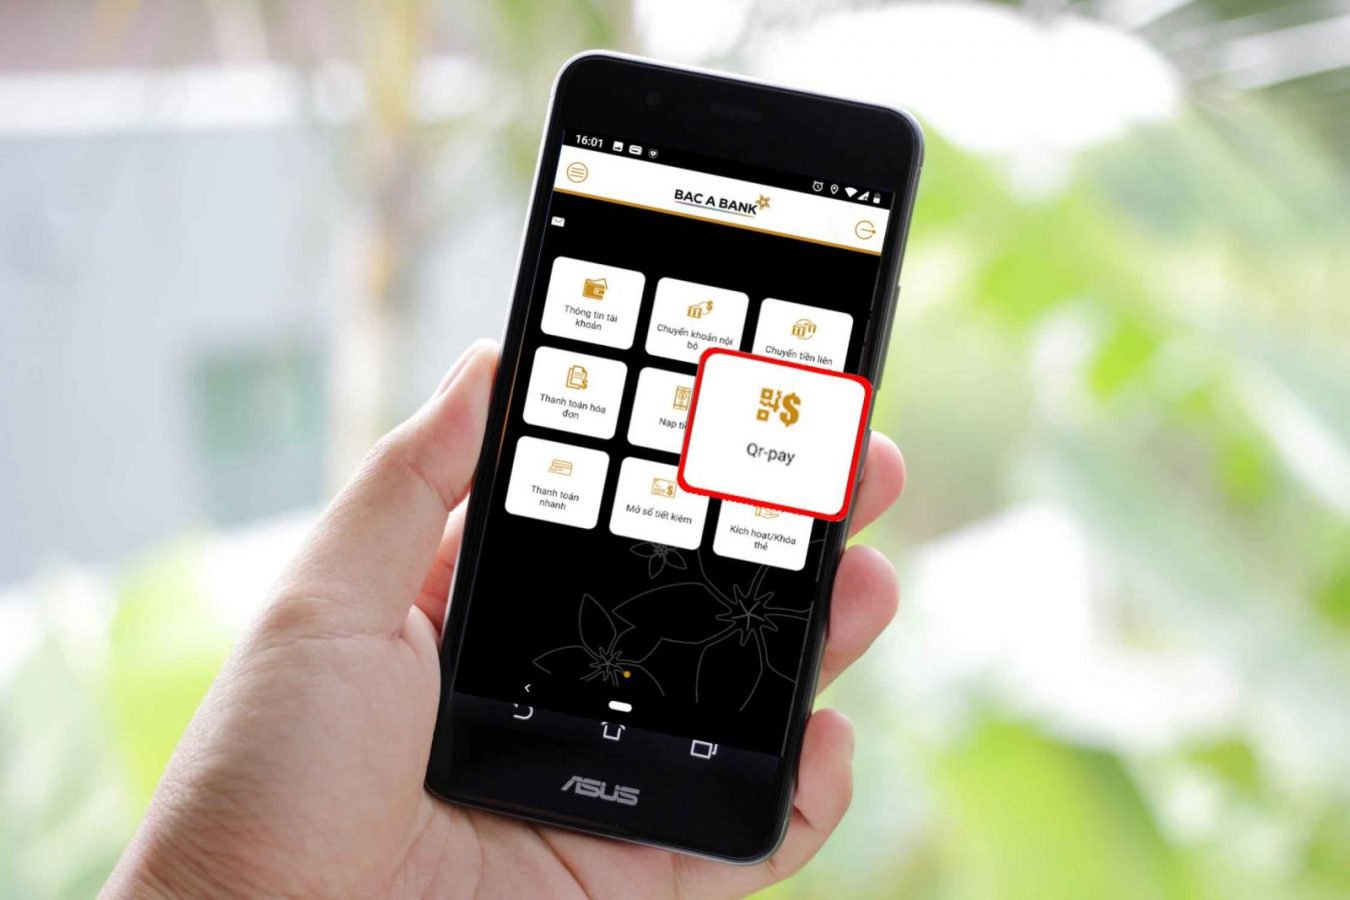 16:01
BAC A BANK
Thông tin tài
khoản
Chuyển khoản nội
bộ
Chuyển tiền liên
Thanh toán hóa
đơn
Nạp
Qr-pay
Thanh toán
nhanh
Mở sổ tiết kiệm
Kích hoạt/Khóa
thẻ
ASUS